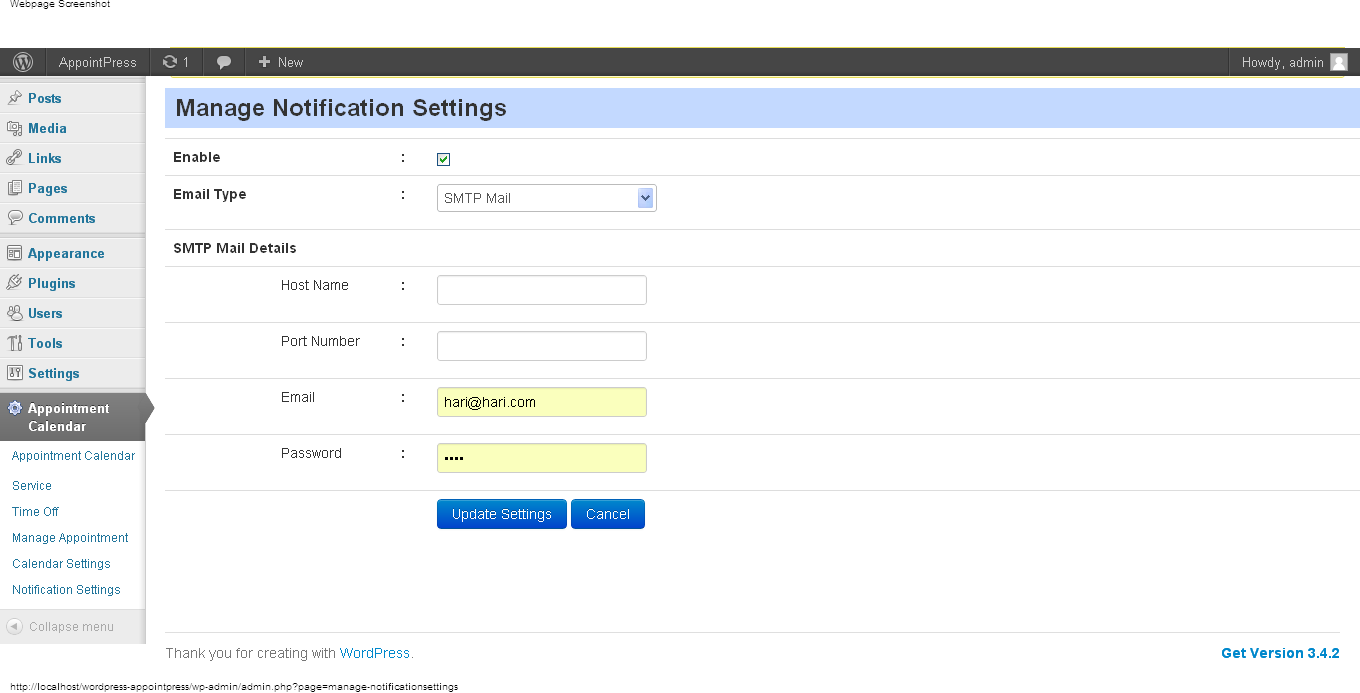 Webpage Screenshot
AppointPress 1 + New Howdy, admin
Posts
Media
Links
Pages
Comments
Appearance
Plugins
Users
Tools
Settings
Appointment
Calendar
Appointment Calendar
Service
Time Off
Manage Appointment
Calendar Settings
Notification Settings
Collapse menu
Manage Notification Settings
Enable :
Email Type : SMTP Mail
SMTP Mail Details
Host Name :
Port Number :
Email : hari@hari.com
Password : ••••
Update Settings Cancel
Thank you for creating with WordPress. Get Version 3.4.2
http://localhost/wordpress-appointpress/wp-admin/admin.php?page=manage-notificationsettings